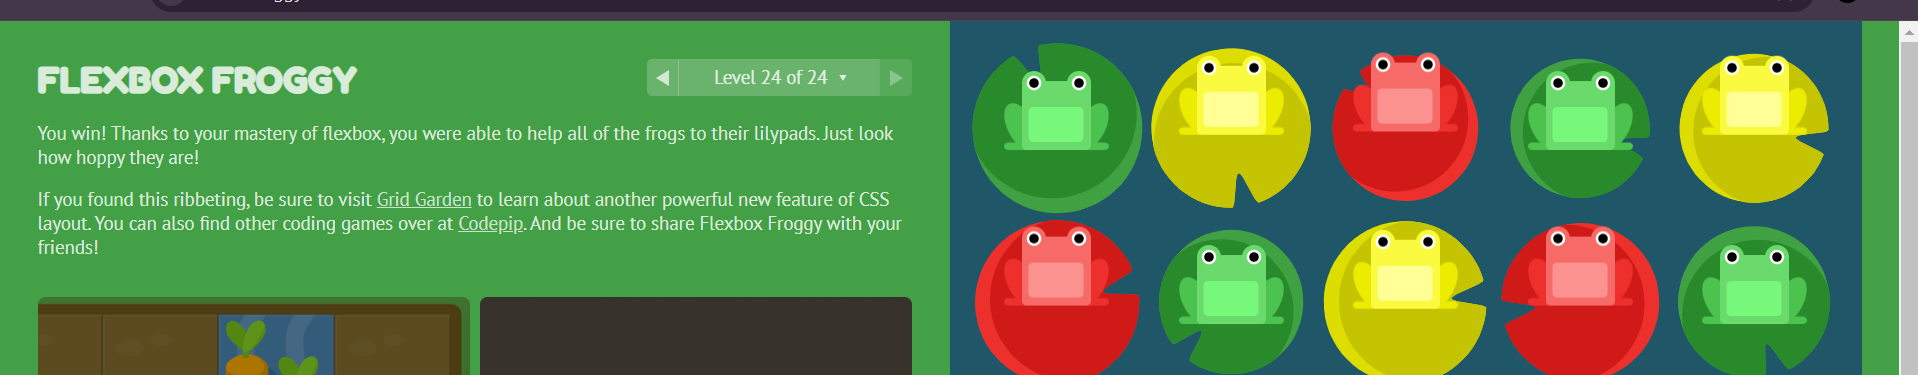 FLEXBOX FROGGY
Level 24 of 24
You win! Thanks to your mastery of flexbox, you were able to help all of the frogs to their lilypads. Just look
how hoppy they are!
If you found this ribbeting, be sure to visit Grid Garden to learn about another powerful new feature of CSS
layout. You can also find other coding games over at Codepip. And be sure to share Flexbox Froggy with your
friends!